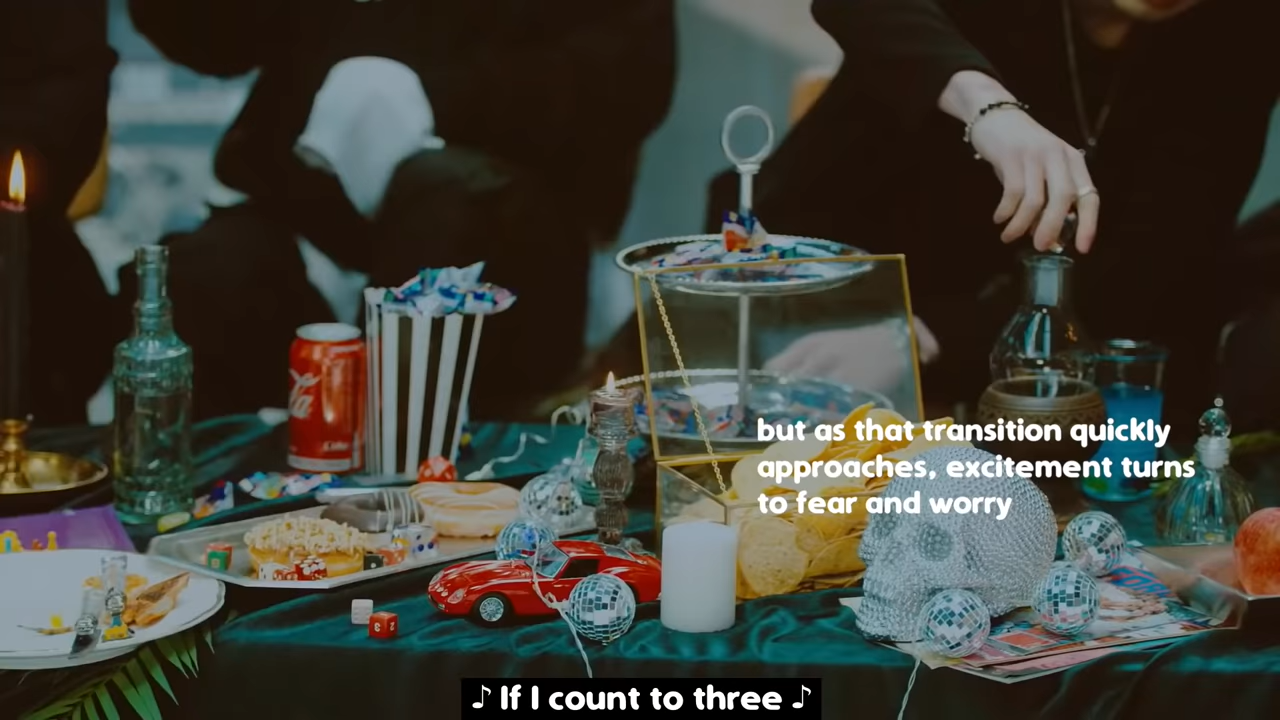 but as that transition quickly
approaches, excitement turns
to fear and worry
♪ If I count to three ♪